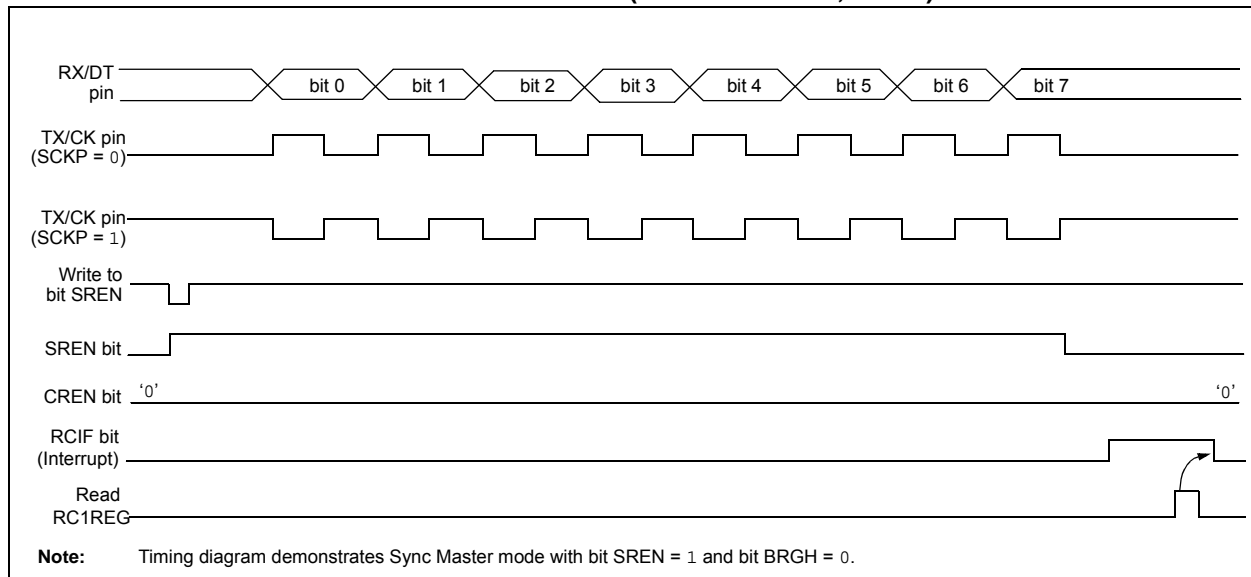 RX/DT
pin
bit 0 bit 1 bit 2 bit 3 bit 4 bit 5 bit 6 bit 7
TX/CK pin
(SCKP = 0)
TX/CK pin
(SCKP = 1)
Write to
bit SREN
SREN bit
CREN bit ‘0’ ‘0’
RCIF bit
(Interrupt)
Read
RC1REG
Note: Timing diagram demonstrates Sync Master mode with bit SREN = 1 and bit BRGH = 0.